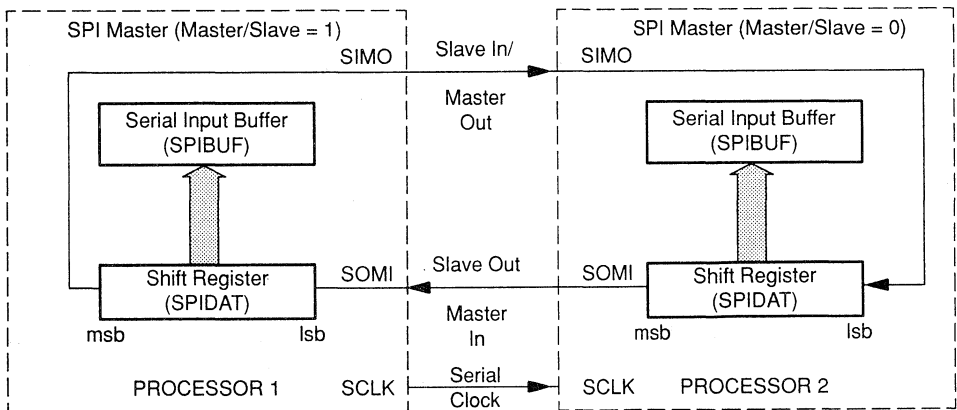 SPI Master (Master/Slave = 1)
SIMO
Serial Input Buffer
(SPIBUF)
Shift Register
(SPIDAT)
SOMI
msb
lsb
PROCESSOR 1
SCLK
Slave In/
Master
Out
Slave Out
Master
In
Serial
Clock
SPI Master (Master/Slave = 0)
SIMO
Serial Input Buffer
(SPIBUF)
SOMI
Shift Register
(SPIDAT)
msb
lsb
SCLK
PROCESSOR 2